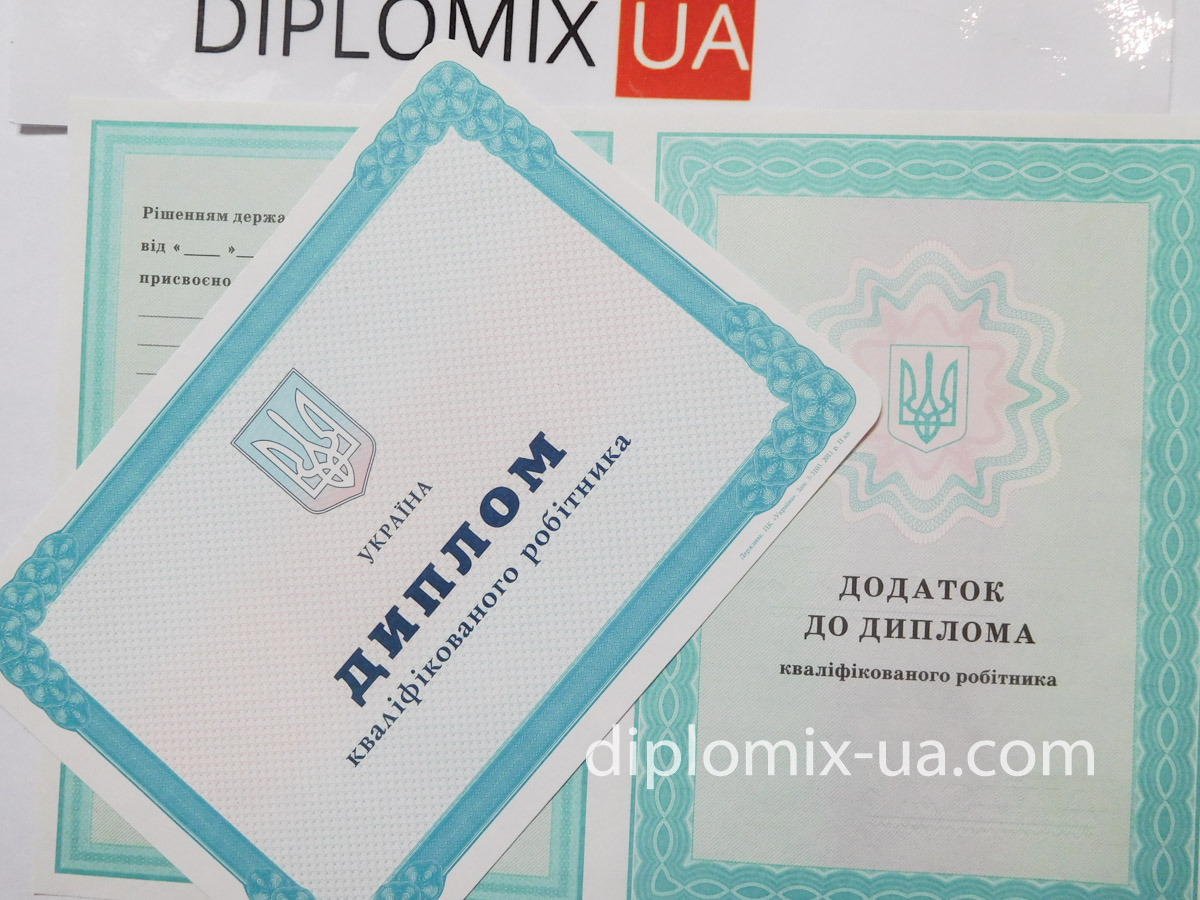 DIPLOMIX UA
Рішенням держа
від «____ »
присвоєно
УКРАЇНА
ДИПЛОМ
кваліфікованого робітника
ДОДАТОК
ДО ДИПЛОМА
кваліфікованого робітника
diplomix-ua.com